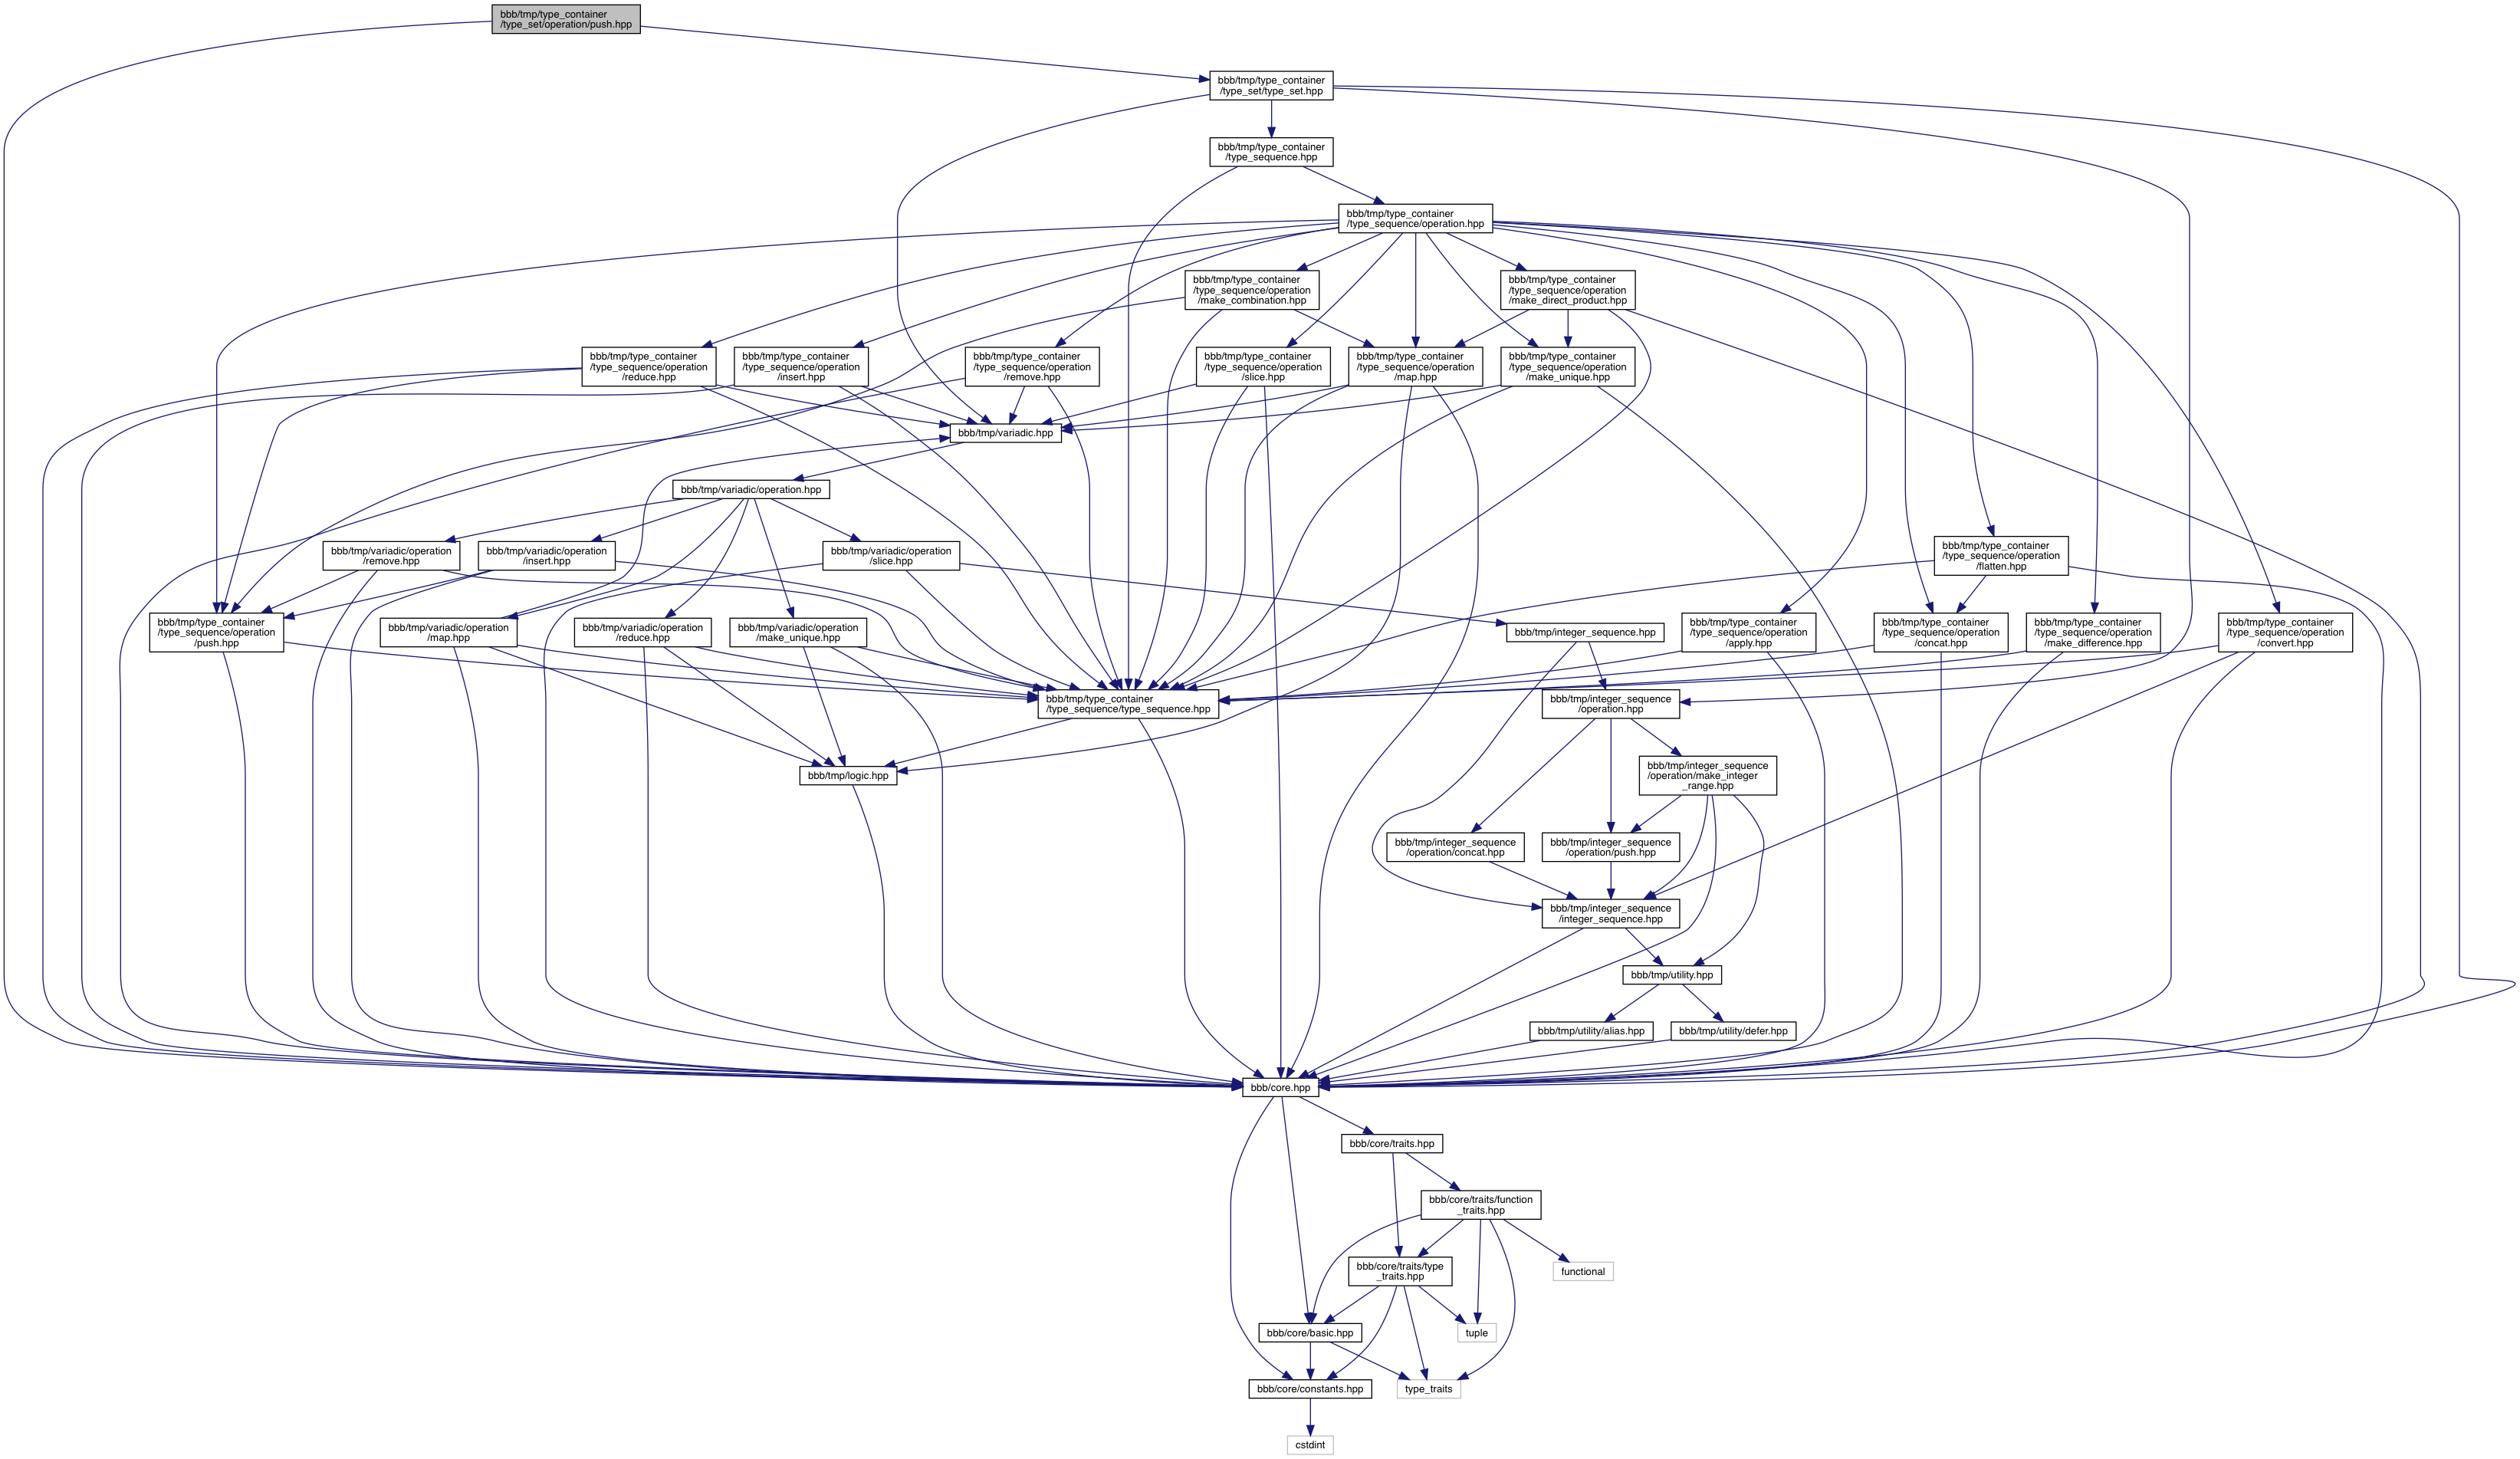 bbb/tmp/type_container
/type_set/operation/push.hpp
bbb/tmp/type_container
/type_set/type_set.hpp
bbb/tmp/type_container
/type_sequence.hpp
bbb/tmp/type_container
/type_sequence/operation.hpp
bbb/tmp/type_container
/type_sequence/operation
/make_combination.hpp
bbb/tmp/type_container
/type_sequence/operation
/make_direct_product.hpp
bbb/tmp/type_container
/type_sequence/operation
/reduce.hpp
bbb/tmp/type_container
/type_sequence/operation
/insert.hpp
bbb/tmp/type_container
/type_sequence/operation
/remove.hpp
bbb/tmp/type_container
/type_sequence/operation
/slice.hpp
bbb/tmp/type_container
/type_sequence/operation
/map.hpp
bbb/tmp/type_container
/type_sequence/operation
/make_unique.hpp
bbb/tmp/variadic.hpp
bbb/tmp/variadic/operation.hpp
bbb/tmp/variadic/operation
/remove.hpp
bbb/tmp/variadic/operation
/insert.hpp
bbb/tmp/variadic/operation
/slice.hpp
bbb/tmp/type_container
/type_sequence/operation
/flatten.hpp
bbb/tmp/type_container
/type_sequence/operation
/push.hpp
bbb/tmp/variadic/operation
/map.hpp
bbb/tmp/variadic/operation
/reduce.hpp
bbb/tmp/variadic/operation
/make_unique.hpp
bbb/tmp/integer_sequence.hpp
bbb/tmp/type_container
/type_sequence/operation
/apply.hpp
bbb/tmp/type_container
/type_sequence/operation
/concat.hpp
bbb/tmp/type_container
/type_sequence/operation
/make_difference.hpp
bbb/tmp/type_container
/type_sequence/operation
/convert.hpp
bbb/tmp/type_container
/type_sequence/type_sequence.hpp
bbb/tmp/integer_sequence
/operation.hpp
bbb/tmp/logic.hpp
bbb/tmp/integer_sequence
/operation/make_integer
_range.hpp
bbb/tmp/integer_sequence
/operation/concat.hpp
bbb/tmp/integer_sequence
/operation/push.hpp
bbb/tmp/integer_sequence
/integer_sequence.hpp
bbb/tmp/utility.hpp
bbb/tmp/utility/alias.hpp
bbb/tmp/utility/defer.hpp
bbb/core.hpp
bbb/core/traits.hpp
bbb/core/traits/function
_traits.hpp
bbb/core/traits/type
_traits.hpp
functional
bbb/core/basic.hpp
tuple
bbb/core/constants.hpp
type_traits
cstdint